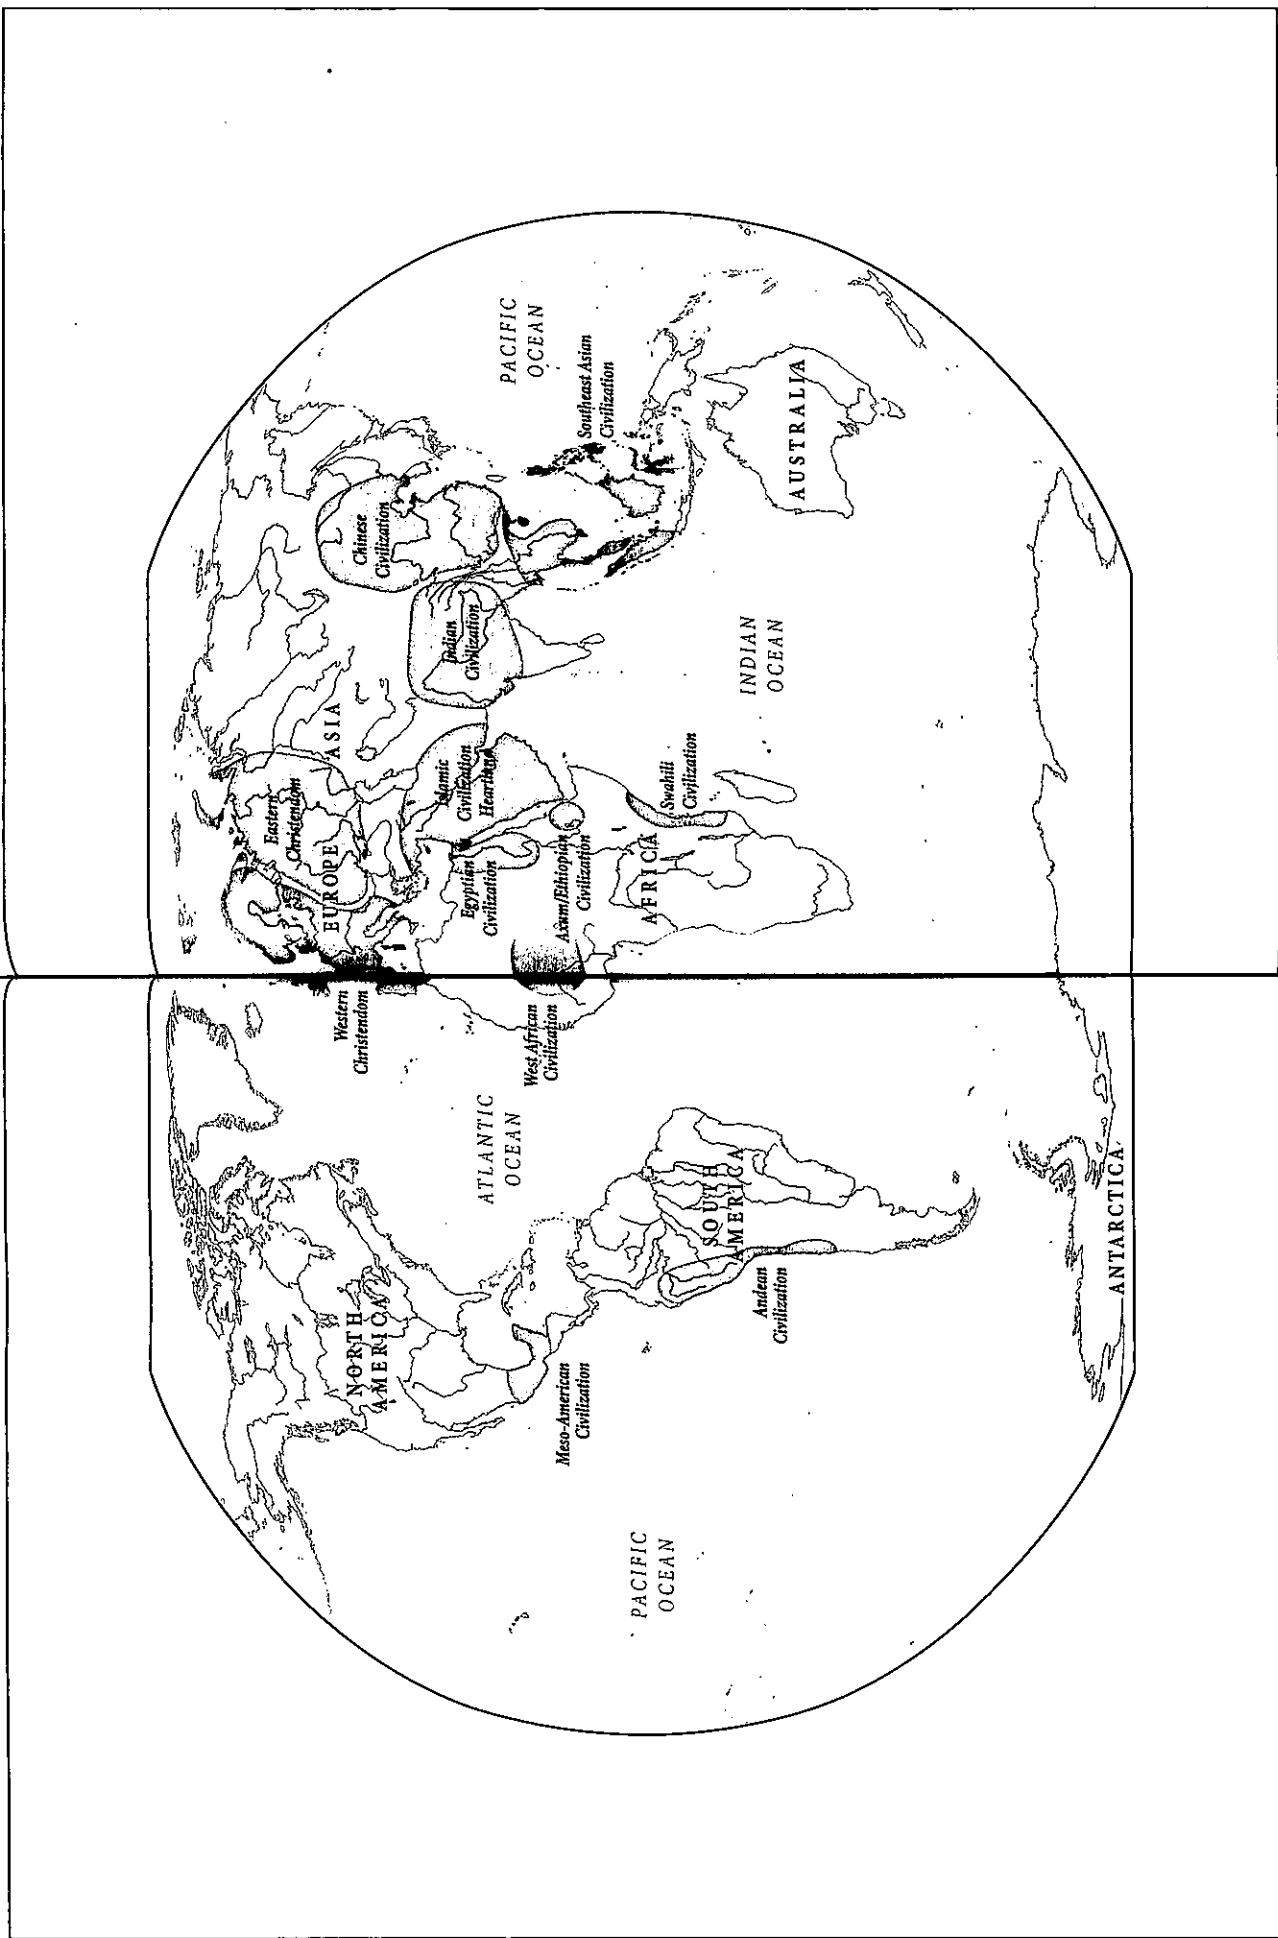 NORTH
AMERICA
ATLANTIC
OCEAN
PACIFIC
OCEAN
Meso-American
Civilization
SOUTH
AMERICA
Andean
Civilization
ANTARCTICA
Western
Christendom
EUROPE
Eastern
Christendom
ASIA
West African
Civilization
Egyptian
Civilization
Islamic
Civilization
Heartland
Axum/Ethiopian
Civilization
AFRICA
Swahili
Civilization
Indian
Civilization
Chinese
Civilization
INDIAN
OCEAN
PACIFIC
OCEAN
Southeast Asian
Civilization
AUSTRALIA